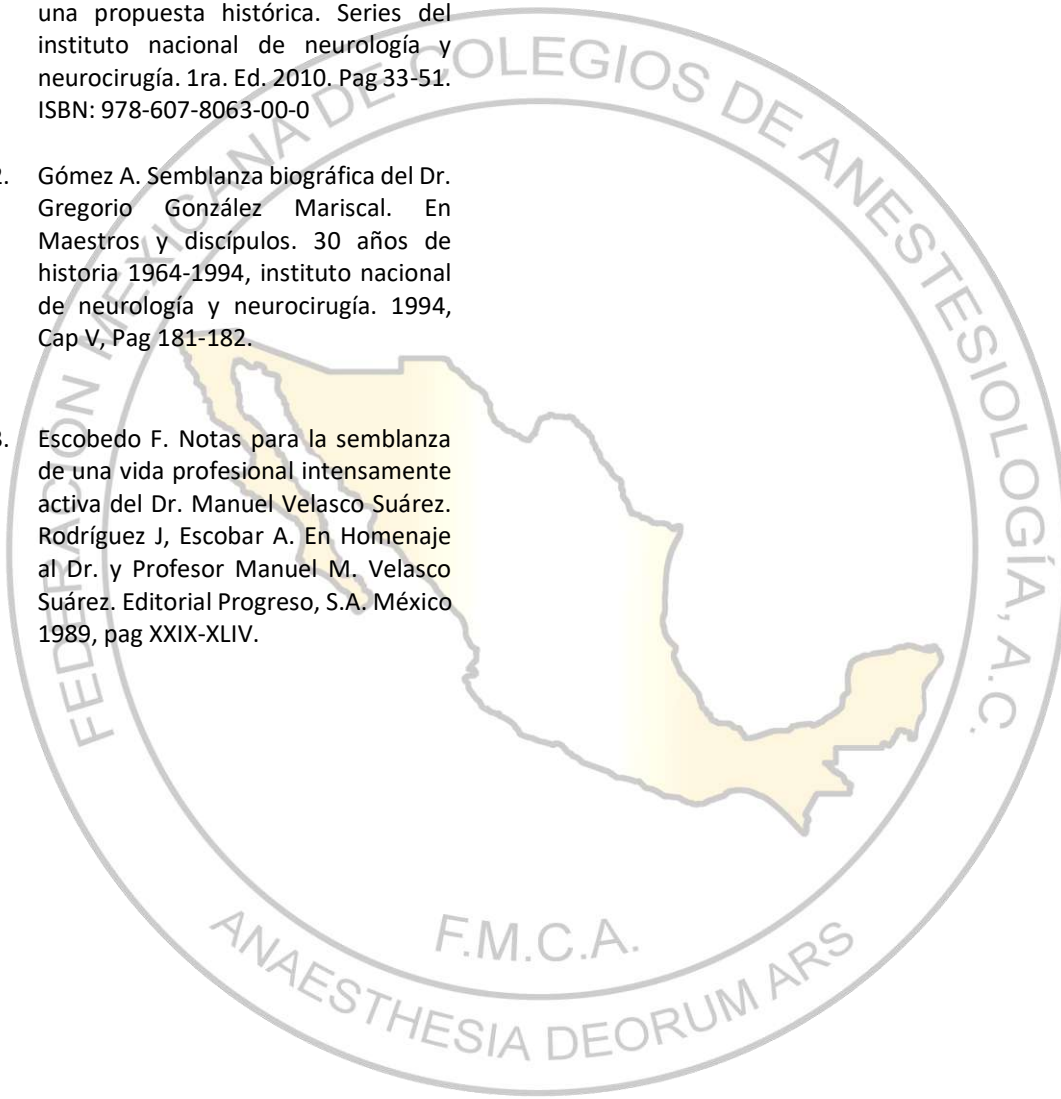 una propuesta histórica. Series del
instituto nacional de neurología y
neurocirugía. 1ra. Ed. 2010. Pag 33-51.
ISBN: 978-607-8063-00-0
2. Gómez A. Semblanza biográfica del Dr.
Gregorio González Mariscal. En
Maestros y discípulos. 30 años de
historia 1964-1994, instituto nacional
de neurología y neurocirugía. 1994,
Cap V, Pag 181-182.
3. Escobedo F. Notas para la semblanza
de una vida profesional intensamente
activa del Dr. Manuel Velasco Suárez.
Rodríguez J, Escobar A. En Homenaje
al Dr. y Profesor Manuel M. Velasco
Suárez. Editorial Progreso, S.A. México
1989, pag XXIX-XLIV.
FEDERACIÓN MEXICANA DE COLEGIOS DE ANESTESIOLOGÍA, A.C.
F.M.C.A.
ANAESTHESIA DEORUM ARS